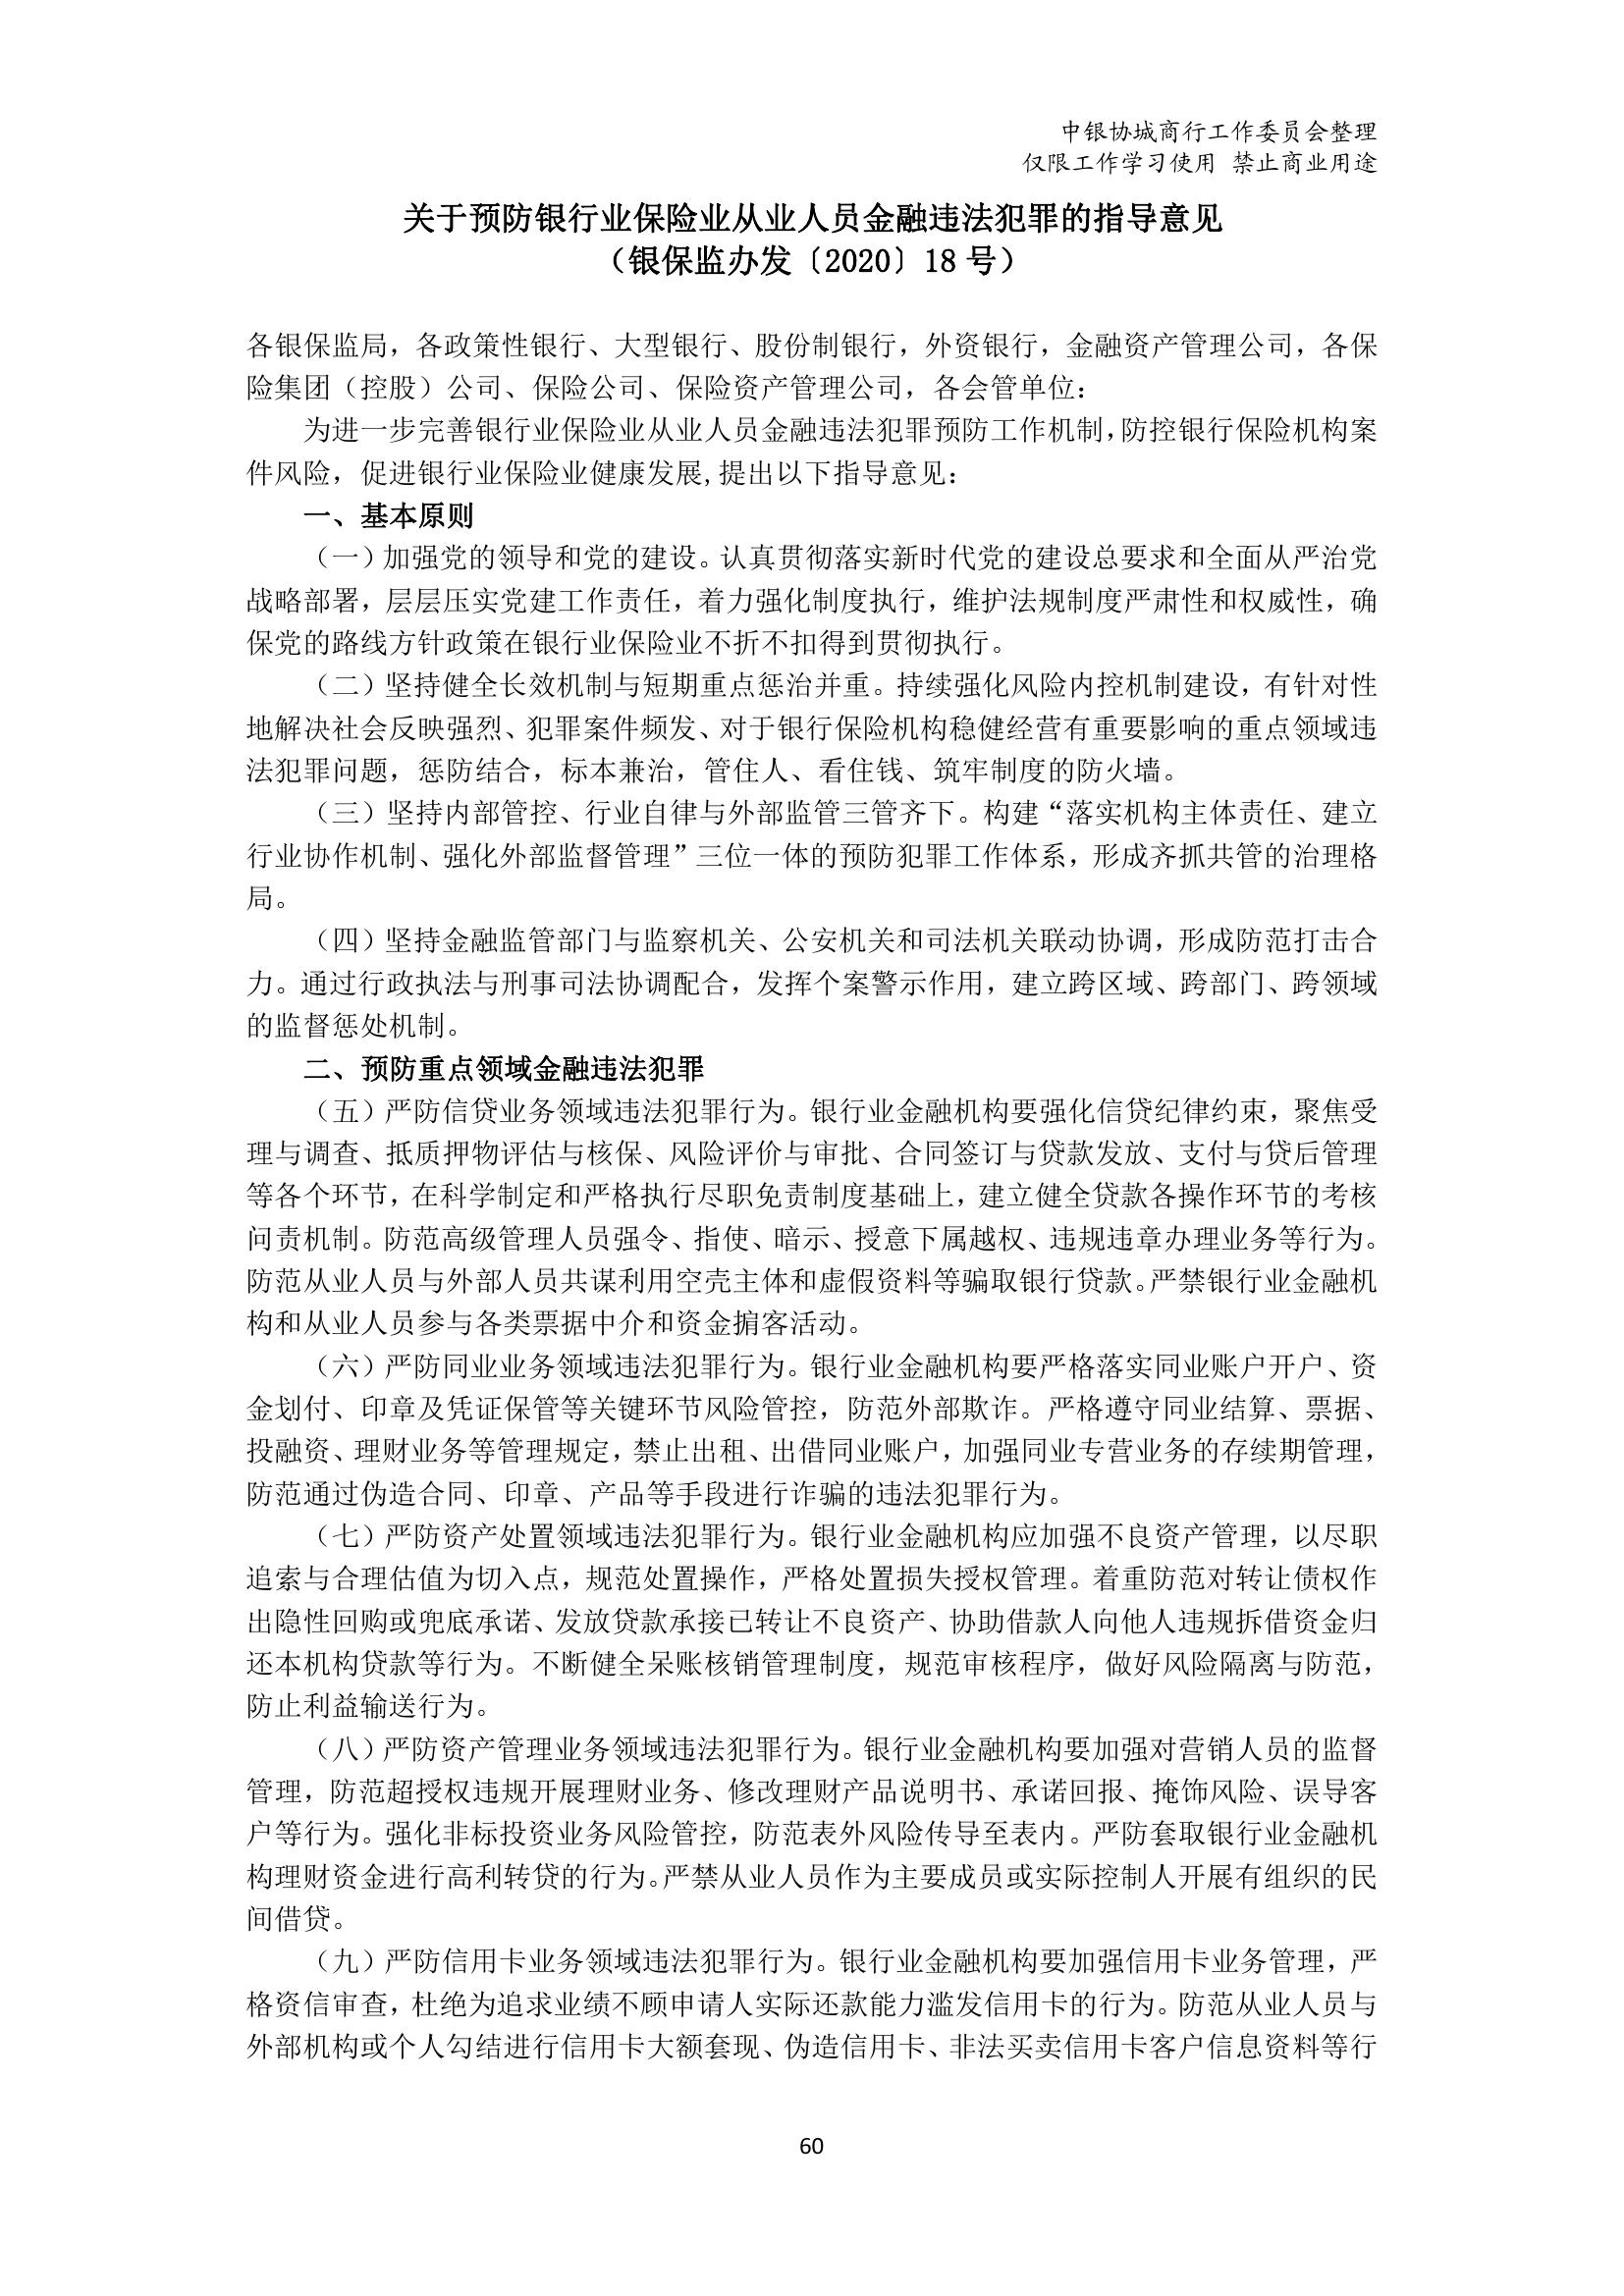 中银协城商行工作委员会整理
仅限工作学习使用 禁止商业用途
关于预防银行业保险业从业人员金融违法犯罪的指导意见
（银保监办发〔2020〕18 号）
各银保监局，各政策性银行、大型银行、股份制银行，外资银行，金融资产管理公司，各保
险集团（控股）公司、保险公司、保险资产管理公司，各会管单位：
为进一步完善银行业保险业从业人员金融违法犯罪预防工作机制,防控银行保险机构案
件风险，促进银行业保险业健康发展,提出以下指导意见：
一、基本原则
（一）加强党的领导和党的建设。认真贯彻落实新时代党的建设总要求和全面从严治党
战略部署，层层压实党建工作责任，着力强化制度执行，维护法规制度严肃性和权威性，确
保党的路线方针政策在银行业保险业不折不扣得到贯彻执行。
（二）坚持健全长效机制与短期重点惩治并重。持续强化风险内控机制建设，有针对性
地解决社会反映强烈、犯罪案件频发、对于银行保险机构稳健经营有重要影响的重点领域违
法犯罪问题，惩防结合，标本兼治，管住人、看住钱、筑牢制度的防火墙。
（三）坚持内部管控、行业自律与外部监管三管齐下。构建“落实机构主体责任、建立
行业协作机制、强化外部监督管理”三位一体的预防犯罪工作体系，形成齐抓共管的治理格
局。
（四）坚持金融监管部门与监察机关、公安机关和司法机关联动协调，形成防范打击合
力。通过行政执法与刑事司法协调配合，发挥个案警示作用，建立跨区域、跨部门、跨领域
的监督惩处机制。
二、预防重点领域金融违法犯罪
（五）严防信贷业务领域违法犯罪行为。银行业金融机构要强化信贷纪律约束，聚焦受
理与调查、抵质押物评估与核保、风险评价与审批、合同签订与贷款发放、支付与贷后管理
等各个环节，在科学制定和严格执行尽职免责制度基础上，建立健全贷款各操作环节的考核
问责机制。防范高级管理人员强令、指使、暗示、授意下属越权、违规违章办理业务等行为。
防范从业人员与外部人员共谋利用空壳主体和虚假资料等骗取银行贷款。严禁银行业金融机
构和从业人员参与各类票据中介和资金掮客活动。
（六）严防同业业务领域违法犯罪行为。银行业金融机构要严格落实同业账户开户、资
金划付、印章及凭证保管等关键环节风险管控，防范外部欺诈。严格遵守同业结算、票据、
投融资、理财业务等管理规定，禁止出租、出借同业账户，加强同业专营业务的存续期管理，
防范通过伪造合同、印章、产品等手段进行诈骗的违法犯罪行为。
（七）严防资产处置领域违法犯罪行为。银行业金融机构应加强不良资产管理，以尽职
追索与合理估值为切入点，规范处置操作，严格处置损失授权管理。着重防范对转让债权作
出隐性回购或兜底承诺、发放贷款承接已转让不良资产、协助借款人向他人违规拆借资金归
还本机构贷款等行为。不断健全呆账核销管理制度，规范审核程序，做好风险隔离与防范，
防止利益输送行为。
（八）严防资产管理业务领域违法犯罪行为。银行业金融机构要加强对营销人员的监督
管理，防范超授权违规开展理财业务、修改理财产品说明书、承诺回报、掩饰风险、误导客
户等行为。强化非标投资业务风险管控，防范表外风险传导至表内。严防套取银行业金融机
构理财资金进行高利转贷的行为。严禁从业人员作为主要成员或实际控制人开展有组织的民
间借贷。
（九）严防信用卡业务领域违法犯罪行为。银行业金融机构要加强信用卡业务管理，严
格资信审查，杜绝为追求业绩不顾申请人实际还款能力滥发信用卡的行为。防范从业人员与
外部机构或个人勾结进行信用卡大额套现、伪造信用卡、非法买卖信用卡客户信息资料等行
60